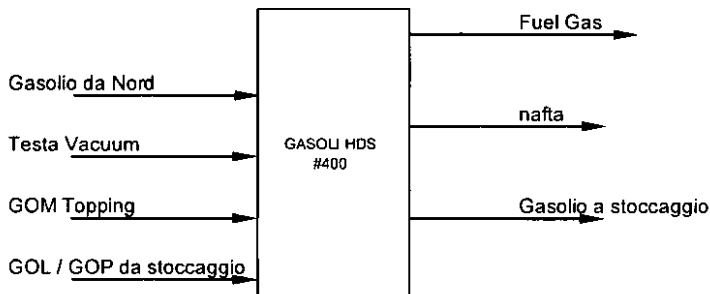 Fuel Gas
Gasolio da Nord
nafta
Testa Vacuum
GASOLI HDS
#400
GOM Topping
Gasolio a stoccaggio
GOL / GOP da stoccaggio